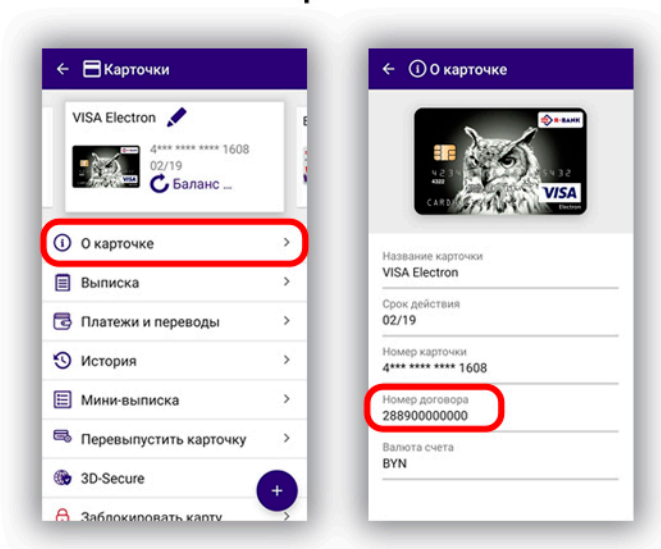 Карточки
VISA Electron
4*** **** **** 1608
02/19
Баланс ...
О карточке
Выписка
Платежи и переводы
История
Мини-выписка
Перевыпустить карточку
3D-Secure
Заблокировать карту
О карточке
R-BANK
4322
CARD
VISA
Electron
Название карточки
VISA Electron
Срок действия
02/19
Номер карточки
4*** **** **** 1608
Номер договора
288900000000
Валюта счета
BYN